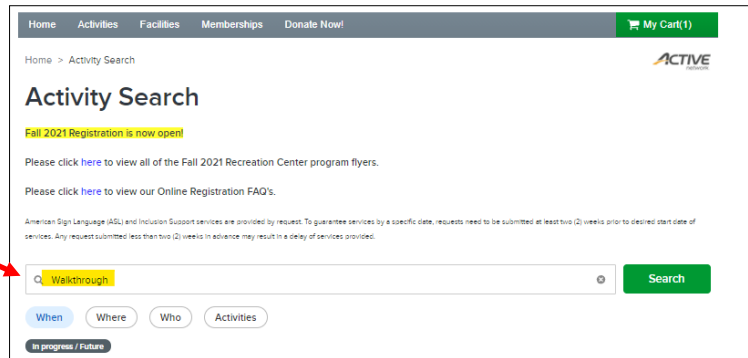 Home Activities Facilities Memberships Donate Now! My Cart(1)
Home > Activity Search
ACTIVE network
Activity Search
Fall 2021 Registration is now open!
Please click here to view all of the Fall 2021 Recreation Center program flyers.
Please click here to view our Online Registration FAQ's.
American Sign Language (ASL) and Inclusion Support services are provided by request. To guarantee services by a specific date, requests need to be submitted at least two (2) weeks prior to desired start date of
services. Any request submitted less than two (2) weeks in advance may result in a delay of services provided.
Walkthrough Search
When Where Who Activities
In progress / Future